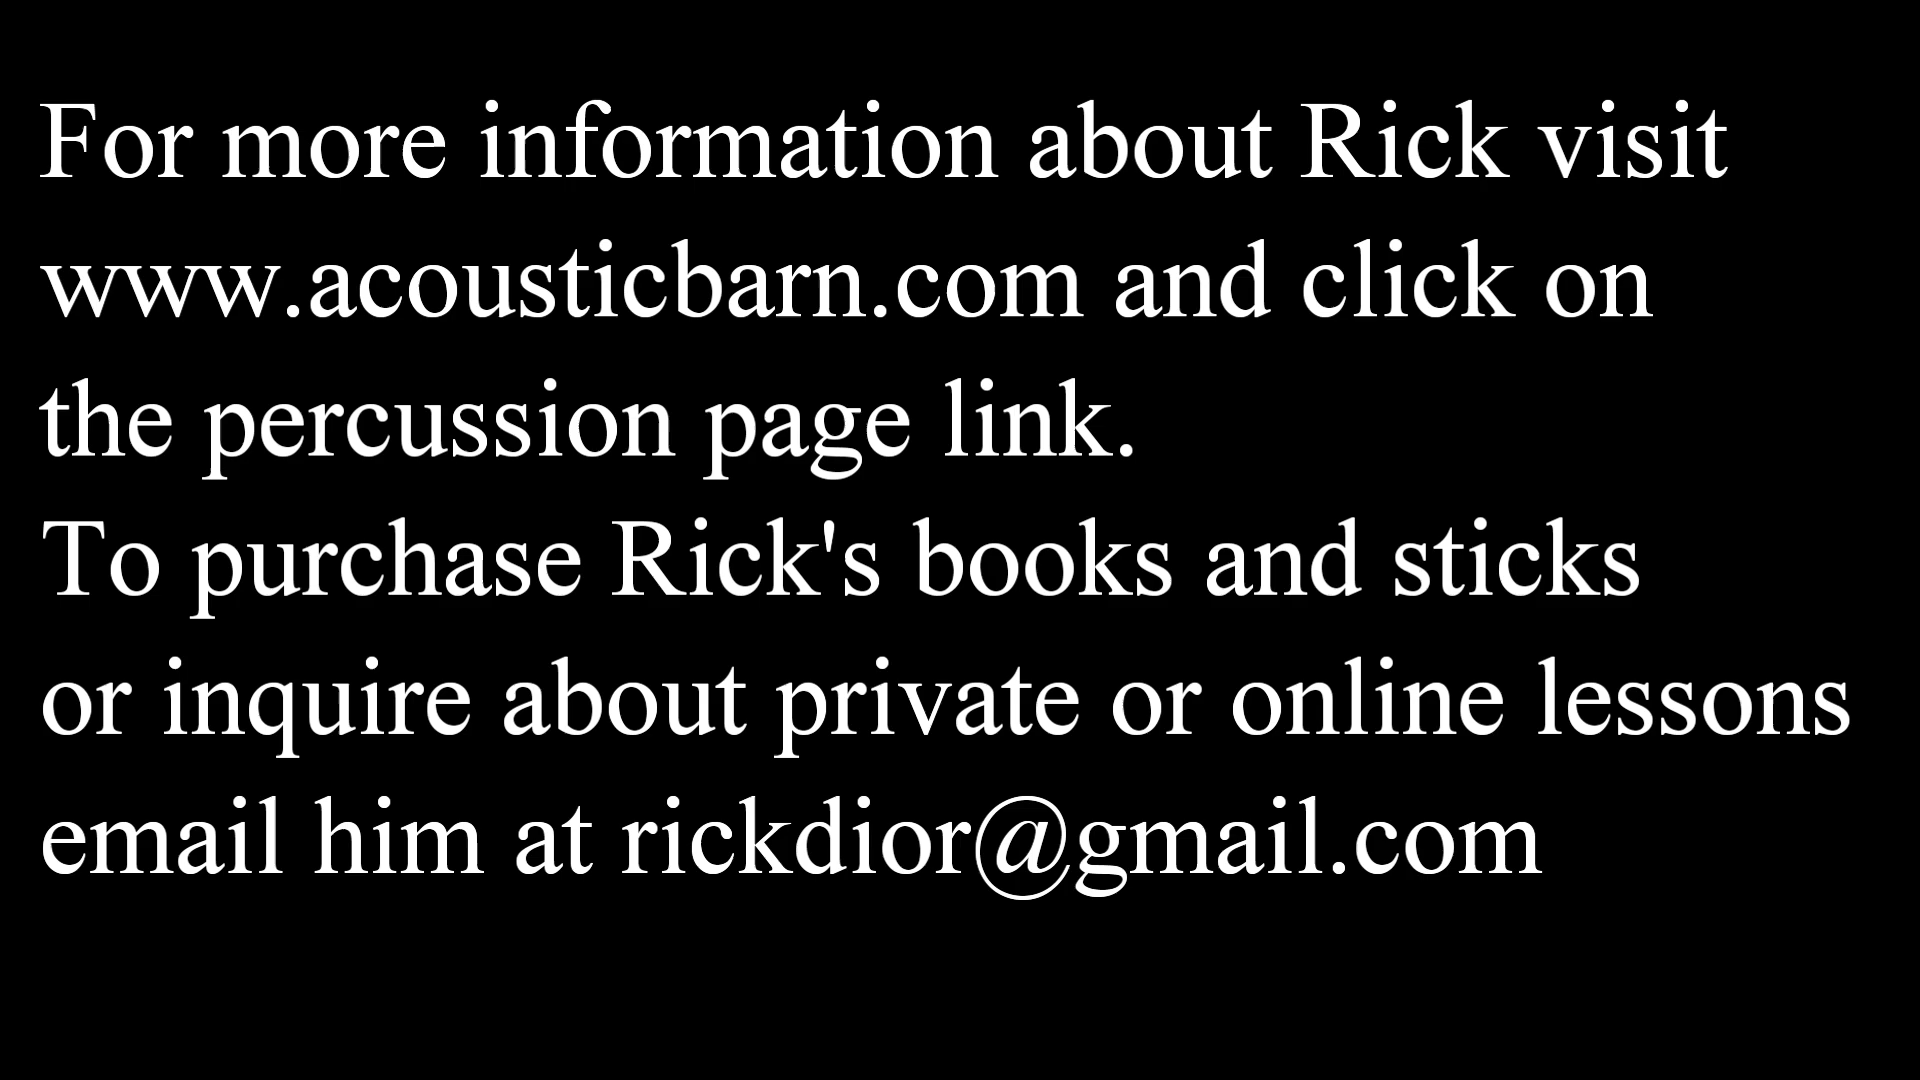 For more information about Rick visit
www.acousticbarn.com and click on
the percussion page link.
To purchase Rick's books and sticks
or inquire about private or online lessons
email him at rickdior@gmail.com